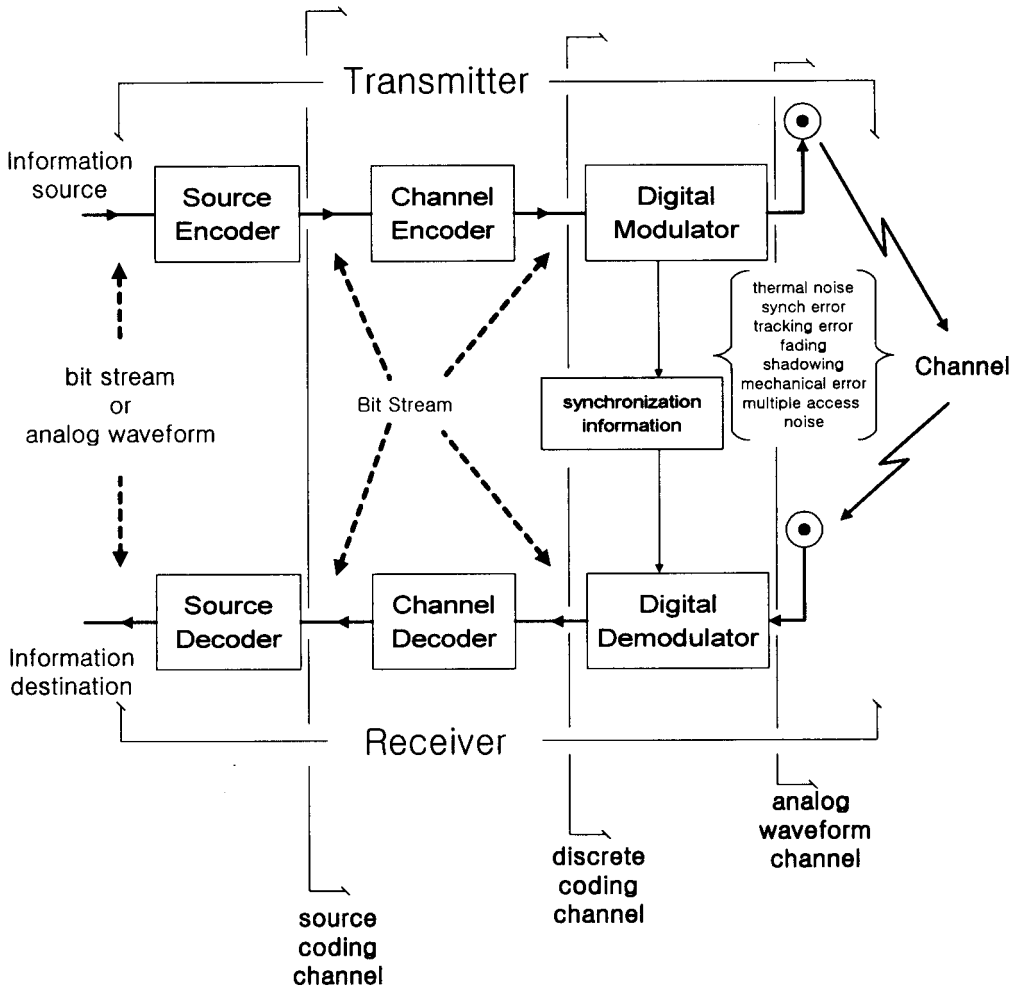 Transmitter
Information
source
Source
Encoder
Channel
Encoder
Digital
Modulator
thermal noise
synch error
tracking error
fading
shadowing
mechanical error
multiple access
noise
Channel
bit stream
or
analog waveform
Bit Stream
synchronization
information
Source
Decoder
Channel
Decoder
Digital
Demodulator
Information
destination
Receiver
analog
waveform
channel
discrete
coding
channel
source
coding
channel